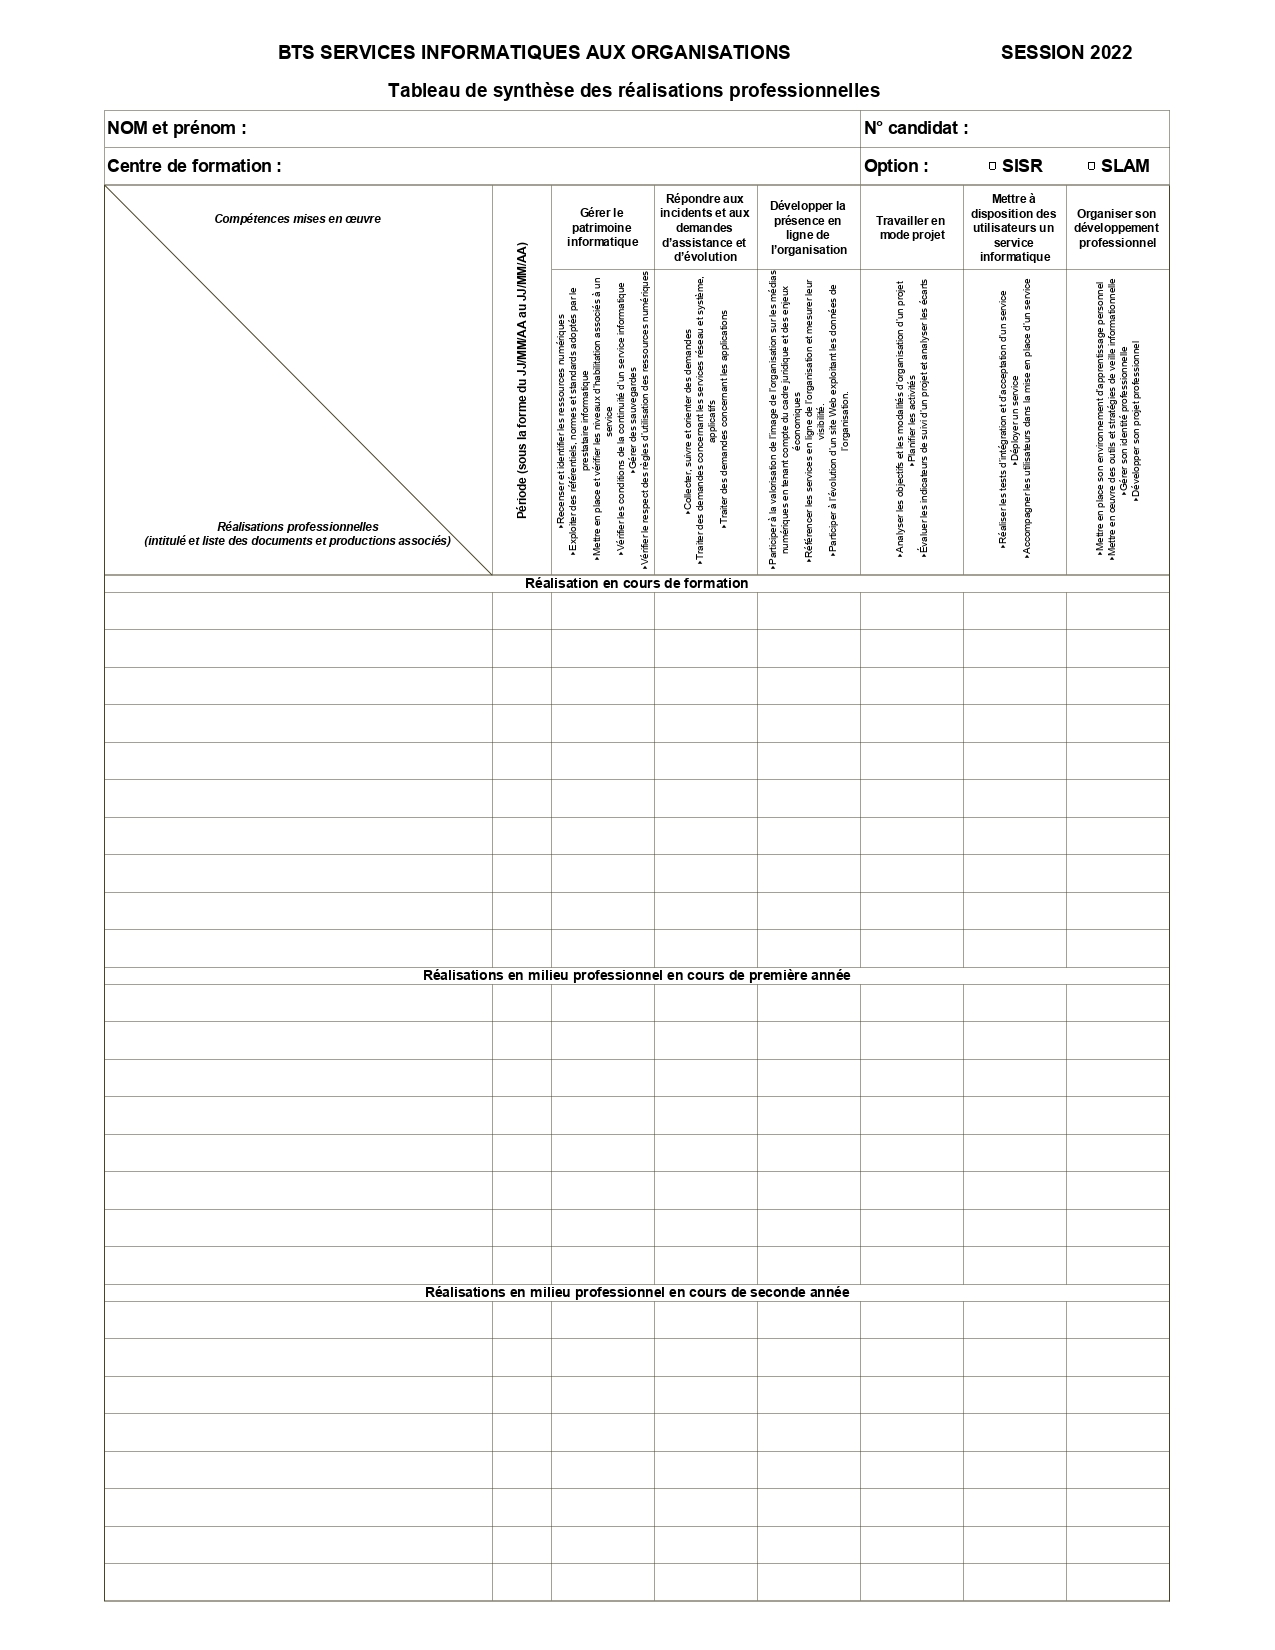 BTS SERVICES INFORMATIQUES AUX ORGANISATIONS SESSION 2022
Tableau de synthèse des réalisations professionnelles
NOM et prénom : N° candidat :
Centre de formation : Option : SISR SLAM
Compétences mises en œuvre
Réalisations professionnelles
(intitulé et liste des documents et productions associés)
Période (sous la forme du JJ/MM/AA au JJ/MM/AA)
Gérer le
patrimoine
informatique
Répondre aux
incidents et aux
demandes
d’assistance et
d’évolution
Développer la
présence en
ligne de
l’organisation
Travailler en
mode projet
Mettre à
disposition des
utilisateurs un
service
informatique
Organiser son
développement
professionnel
‣Recenser et identifier les ressources numériques
‣Exploiter des référentiels, normes et standards adoptés par le
prestataire informatique
‣Mettre en place et vérifier les niveaux d’habilitation associés à un
service
‣Vérifier les conditions de la continuité d’un service informatique
‣Gérer des sauvegardes
‣Vérifier le respect des règles d’utilisation des ressources numériques
‣Collecter, suivre et orienter des demandes
‣Traiter des demandes concernant les services réseau et système,
applicatifs
‣Traiter des demandes concernant les applications
‣Participer à la valorisation de l’image de l’organisation sur les médias
numériques en tenant compte du cadre juridique et des enjeux
économiques
‣Référencer les services en ligne de l’organisation et mesurer leur
visibilité.
‣Participer à l’évolution d’un site Web exploitant les données de
l’organisation.
‣Analyser les objectifs et les modalités d’organisation d’un projet
‣Planifier les activités
‣Évaluer les indicateurs de suivi d’un projet et analyser les écarts
‣Réaliser les tests d’intégration et d’acceptation d’un service
‣Déployer un service
‣Accompagner les utilisateurs dans la mise en place d’un service
‣Mettre en place son environnement d’apprentissage personnel
‣Mettre en œuvre des outils et stratégies de veille informationnelle
‣Gérer son identité professionnelle
‣Développer son projet professionnel
Réalisation en cours de formation
Réalisations en milieu professionnel en cours de première année
Réalisations en milieu professionnel en cours de seconde année